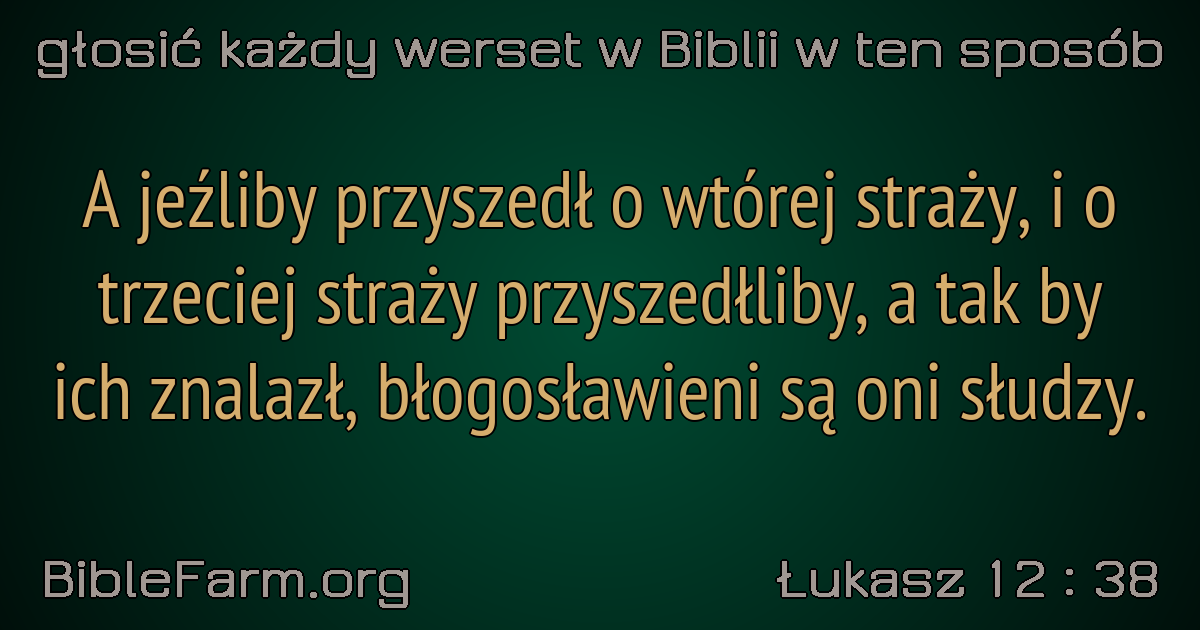 głosić każdy werset w Biblii w ten sposób
A jeźliby przyszedł o wtórej straży, i o
trzeciej straży przyszedłliby, a tak by
ich znalazł, błogosławieni są oni słudzy.
BibleFarm.org
Łukasz 12 : 38